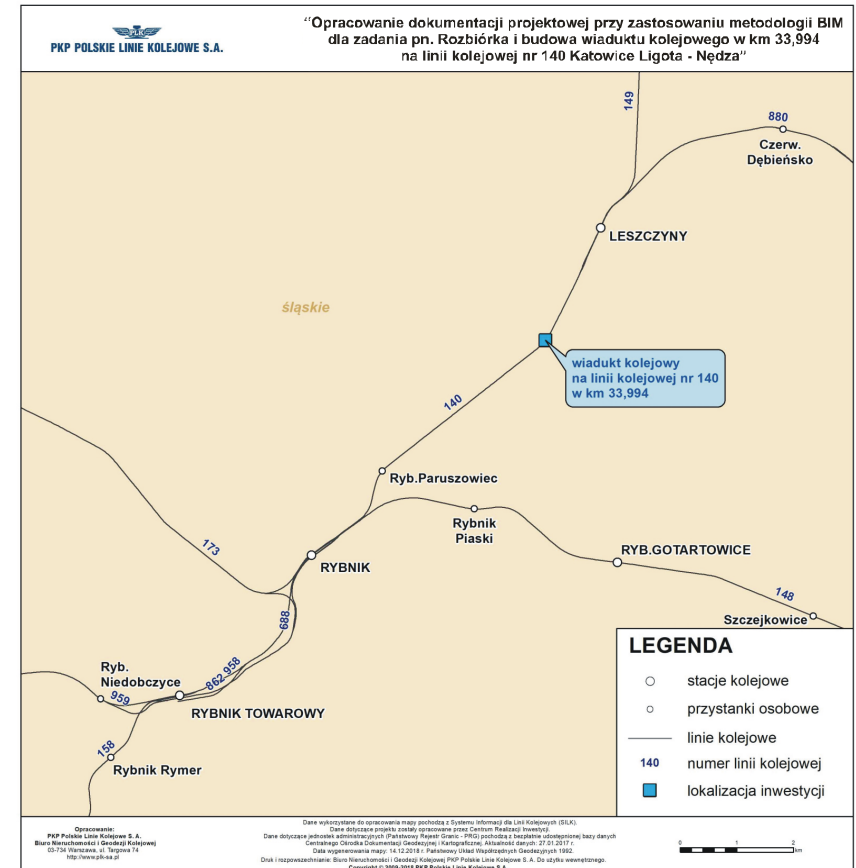 PKP POLSKIE LINIE KOLEJOWE S.A.
"Opracowanie dokumentacji projektowej przy zastosowaniu metodologii BIM
dla zadania pn. Rozbiórka i budowa wiaduktu kolejowego w km 33,994
na linii kolejowej nr 140 Katowice Ligota - Nędza"
149
880
Czerw.
Dębieńsko
LESZCZYNY
śląskie
wiadukt kolejowy
na linii kolejowej nr 140
w km 33,994
140
Ryb.Paruszowiec
Rybnik
Piaski
173
RYBNIK
RYB.GOTARTOWICE
148
Szczejkowice
688
862,958
Ryb.
Niedobczyce
959
RYBNIK TOWAROWY
158
Rybnik Rymer
LEGENDA
stacje kolejowe
przystanki osobowe
linie kolejowe
140 numer linii kolejowej
lokalizacja inwestycji
Opracowanie:
PKP Polskie Linie Kolejowe S. A.
Biuro Nieruchomości i Geodezji Kolejowej
03-734 Warszawa, ul. Targowa 74
http://www.plk-sa.pl
Dane wykorzystane do opracowania mapy pochodzą z Systemu Informacji dla Linii Kolejowych (SILK).
Dane dotyczące projektu zostały opracowane przez Centrum Realizacji Inwestycji.
Dane dotyczące jednostek administracyjnych (Państwowy Rejestr Granic - PRG) pochodzą z bezpłatnie udostępnionej bazy danych
Centralnego Ośrodka Dokumentacji Geodezyjnej i Kartograficznej. Aktualność danych: 27.01.2017 r.
Data wygenerowania mapy: 14.12.2018 r. Państwowy Układ Współrzędnych Geodezyjnych 1992.
Druk i rozpowszechnianie: Biuro Nieruchomości i Geodezji Kolejowej PKP Polskie Linie Kolejowe S.A. Do użytku wewnętrznego.
Copyright © 2009-2018 PKP Polskie Linie Kolejowe S.A.
0 1 2
km